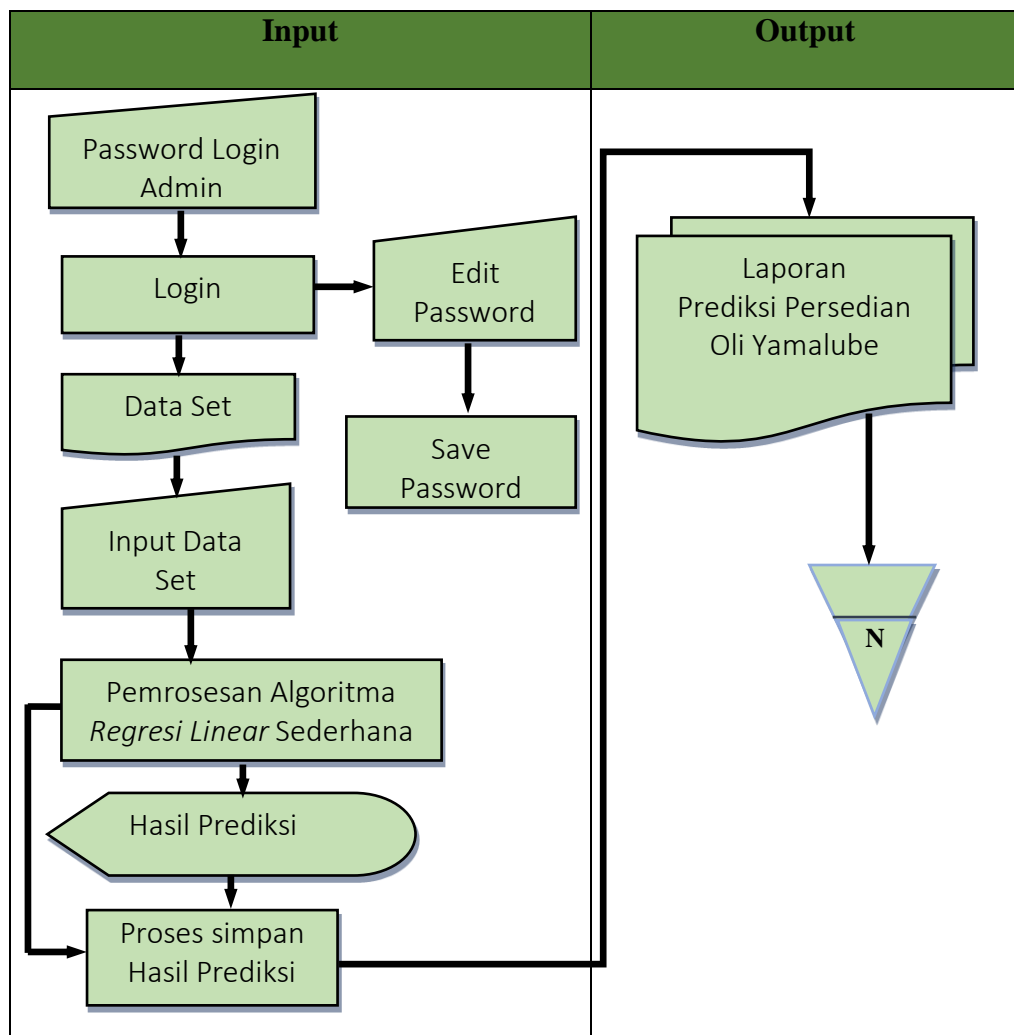 Input
Output
Password Login
Admin
Login
Edit
Password
Save
Password
Data Set
Input Data
Set
Pemrosesan Algoritma
Regresi Linear Sederhana
Hasil Prediksi
Proses simpan
Hasil Prediksi
Laporan
Prediksi Persedian
Oli Yamalube
N